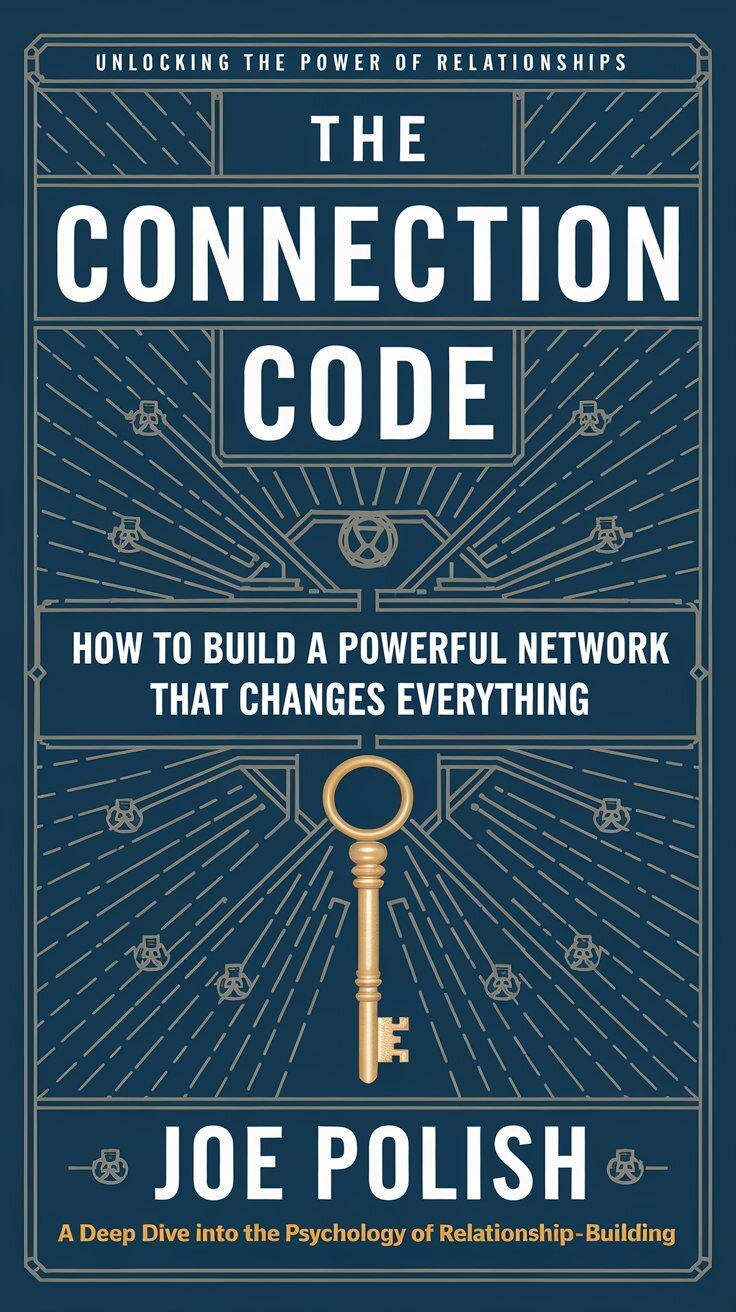 UNLOCKING THE POWER OF RELATIONSHIPS
THE
CONNECTION
CODE
HOW TO BUILD A POWERFUL NETWORK
THAT CHANGES EVERYTHING
JOE POLISH
A Deep Dive into the Psychology of Relationship-Building